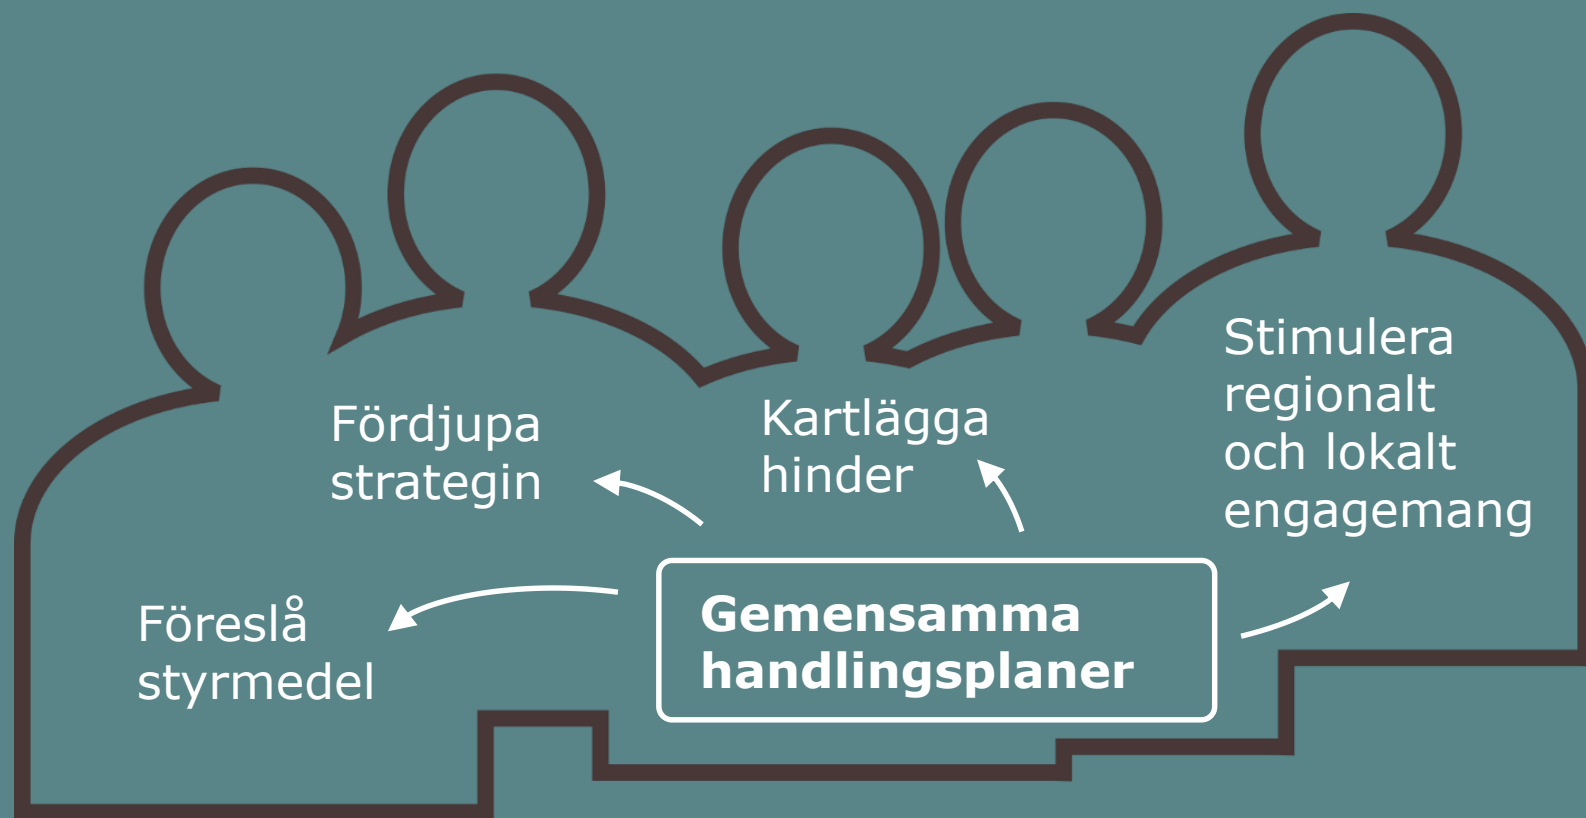 Fördjupa
strategin
Kartlägga
hinder
Stimulera
regionalt
och lokalt
engagemang
Föreslå
styrmedel
Gemensamma
handlingsplaner